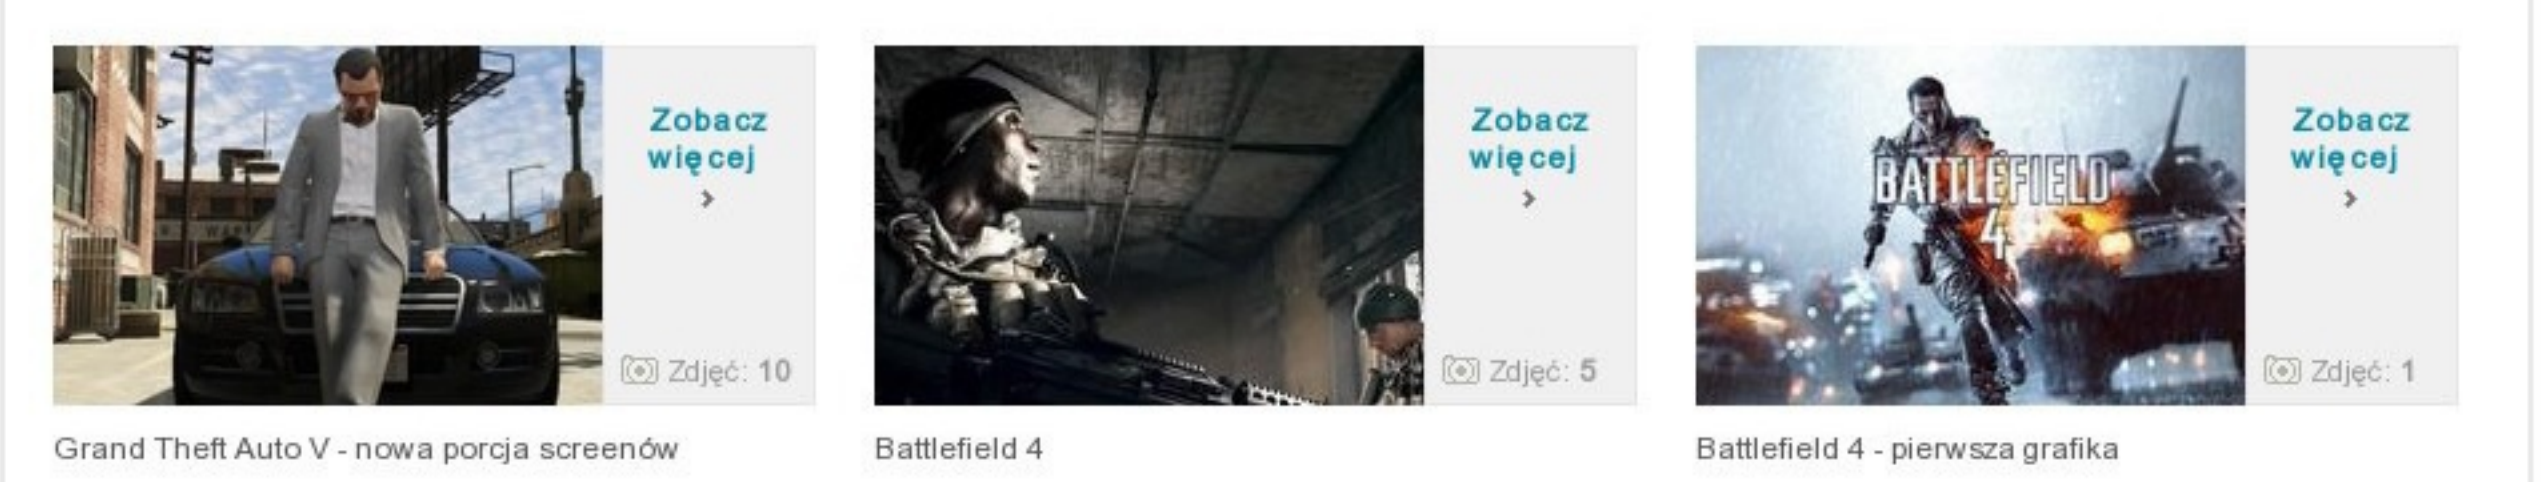 Zobacz
więcej
Zdjęć: 10
Grand Theft Auto V - nowa porcja screenów
Zobacz
więcej
Zdjęć: 5
Battlefield 4
BATTLEFIELD
4
Zobacz
więcej
Zdjęć: 1
Battlefield 4 - pierwsza grafika